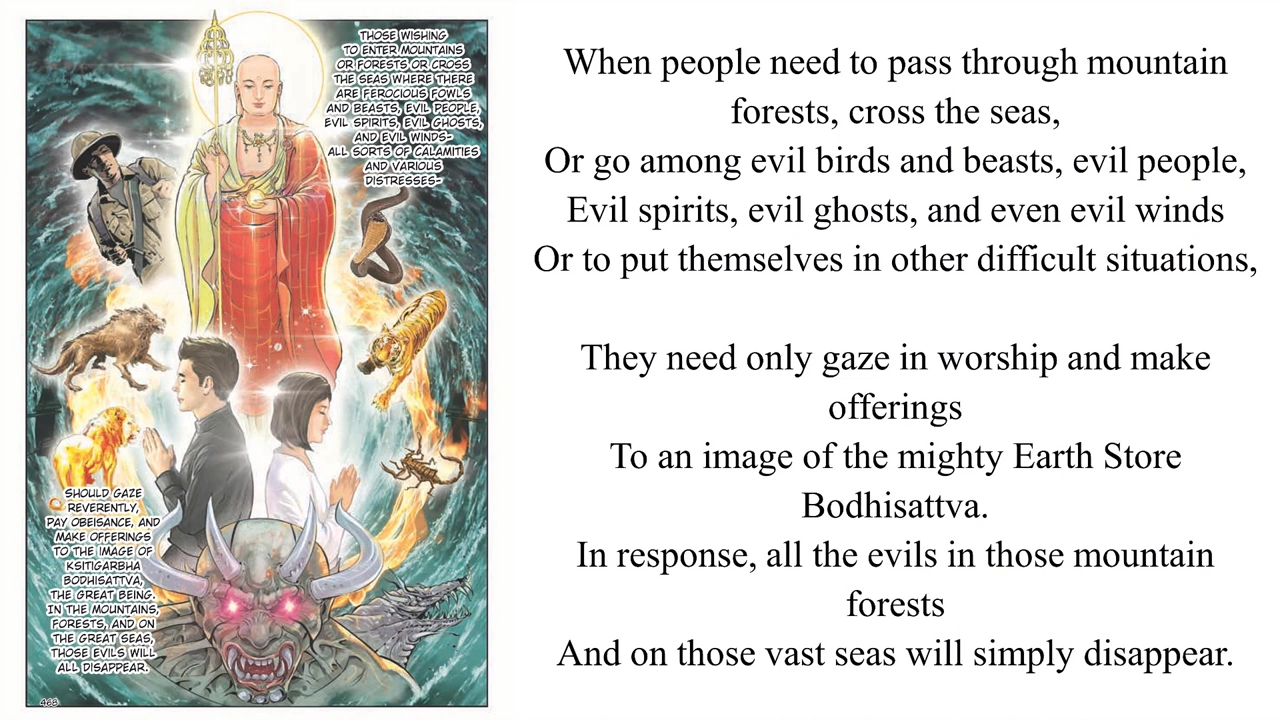 THOSE WISHING
TO ENTER MOUNTAINS
OR FORESTS OR CROSS
THE SEAS WHERE THERE
ARE FEROCIOUS FOWLS
AND BEASTS, EVIL PEOPLE,
EVIL SPIRITS, EVIL GHOSTS,
AND EVIL WINDS-
ALL SORTS OF CALAMITIES
AND VARIOUS
DISTRESSES-
SHOULD GAZE
REVERENTLY,
PAY OBEISANCE, AND
MAKE OFFERINGS
TO THE IMAGE OF
KSITIGARBHA
BODHISATTVA,
THE GREAT BEING.
IN THE MOUNTAINS,
FORESTS, AND ON
THE GREAT SEAS,
THOSE EVILS WILL
ALL DISAPPEAR.
468
When people need to pass through mountain
forests, cross the seas,
Or go among evil birds and beasts, evil people,
Evil spirits, evil ghosts, and even evil winds
Or to put themselves in other difficult situations,
They need only gaze in worship and make
offerings
To an image of the mighty Earth Store
Bodhisattva.
In response, all the evils in those mountain
forests
And on those vast seas will simply disappear.